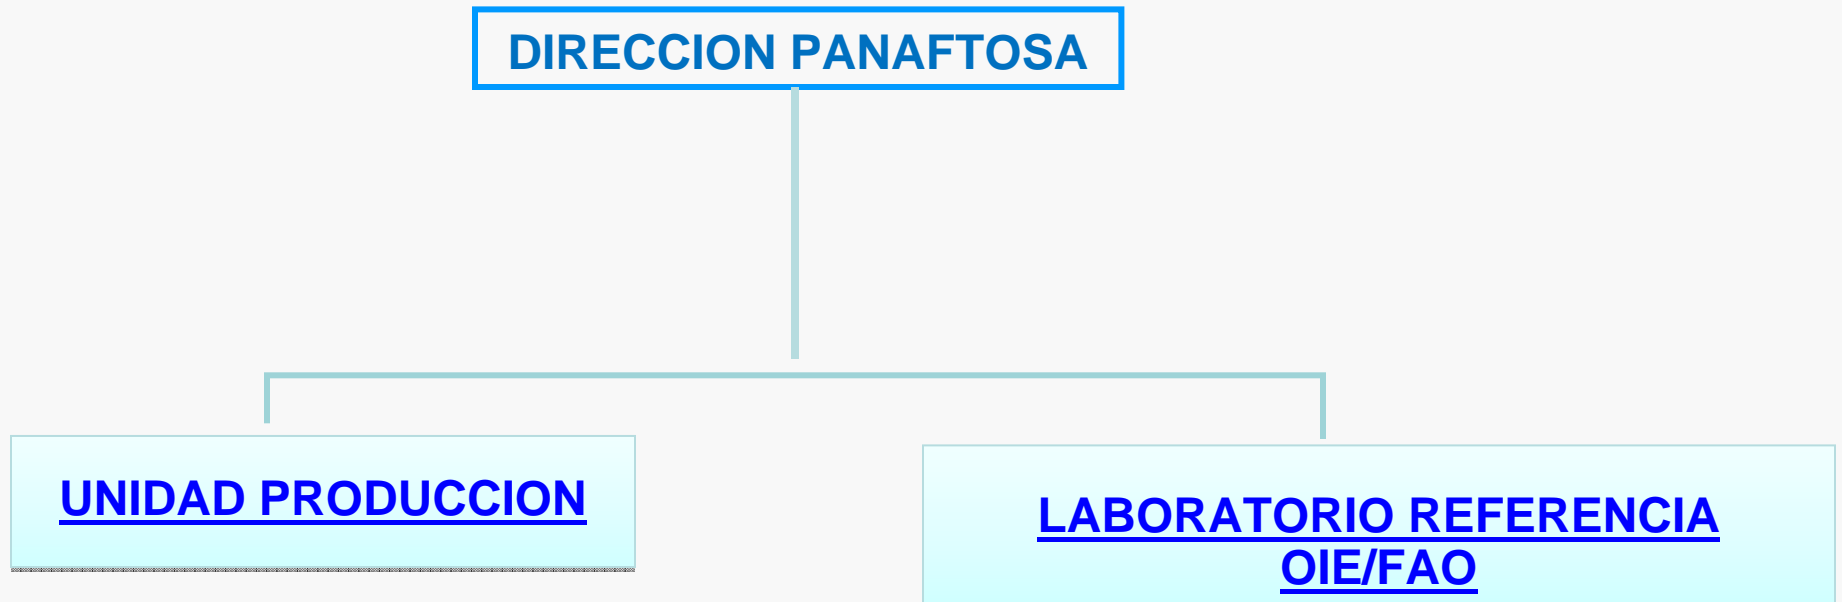 DIRECCION PANAFTOSA
UNIDAD PRODUCCION
LABORATORIO REFERENCIA
OIE/FAO